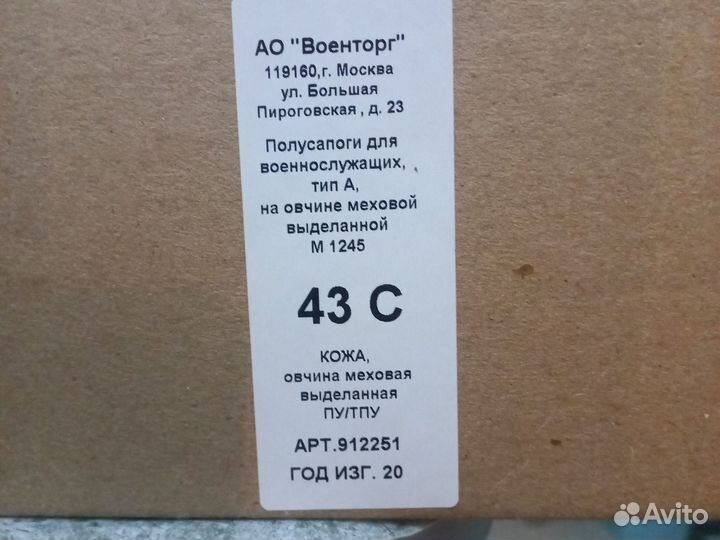 АО "Военторг"
119160,г. Москва
ул. Большая
Пироговская , д. 23
Полусапоги для
военнослужащих,
тип А,
на овчине меховой
выделанной
М 1245
43 С
КОЖА,
овчина меховая
выделанная
ПУ/ТПУ
АРТ.912251
ГОД ИЗГ. 20
Avito